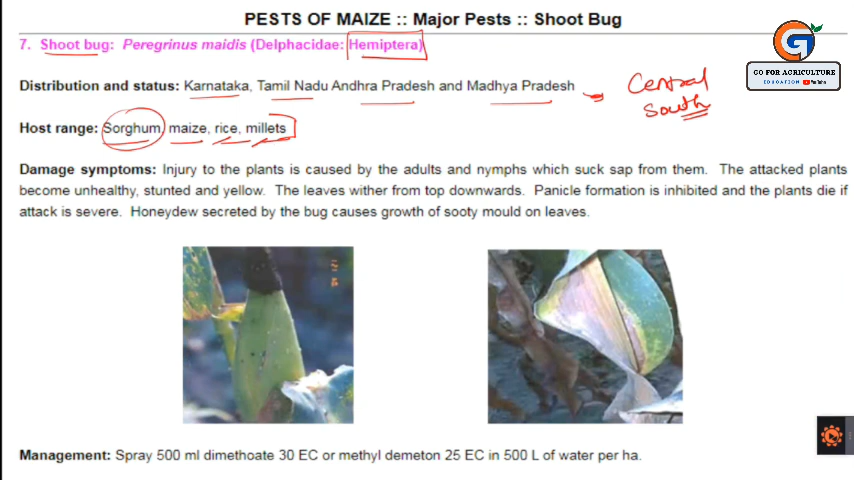 PESTS OF MAIZE :: Major Pests :: Shoot Bug
7. Shoot bug: Peregrinus maidis (Delphacidae: Hemiptera)
GO FOR AGRICULTURE
EDUCATION YouTube
Distribution and status: Karnataka, Tamil Nadu Andhra Pradesh and Madhya Pradesh
Central
South
Host range: Sorghum, maize, rice, millets
Damage symptoms: Injury to the plants is caused by the adults and nymphs which suck sap from them. The attacked plants
become unhealthy, stunted and yellow. The leaves wither from top downwards. Panicle formation is inhibited and the plants die if
attack is severe. Honeydew secreted by the bug causes growth of sooty mould on leaves.
Management: Spray 500 ml dimethoate 30 EC or methyl demeton 25 EC in 500 L of water per ha.